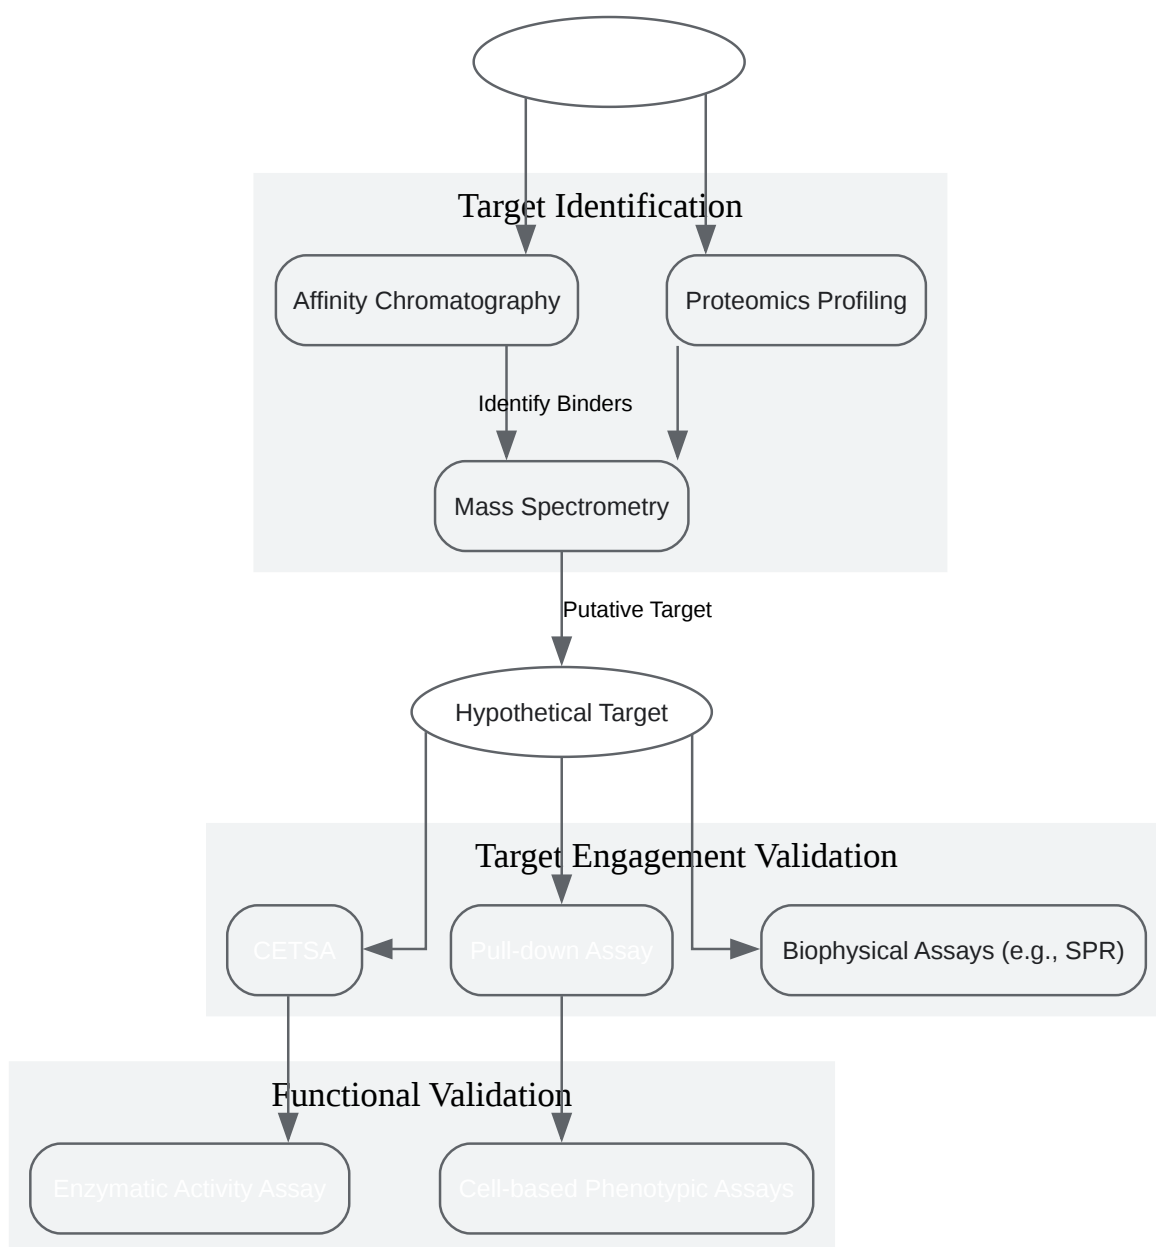 Target Identification
Affinity Chromatography
Proteomics Profiling
Identify Binders
Mass Spectrometry
Putative Target
Hypothetical Target
Target Engagement Validation
CETSA
Pull-down Assay
Biophysical Assays (e.g., SPR)
Functional Validation
Enzymatic Activity Assay
Cell-based Phenotypic Assays